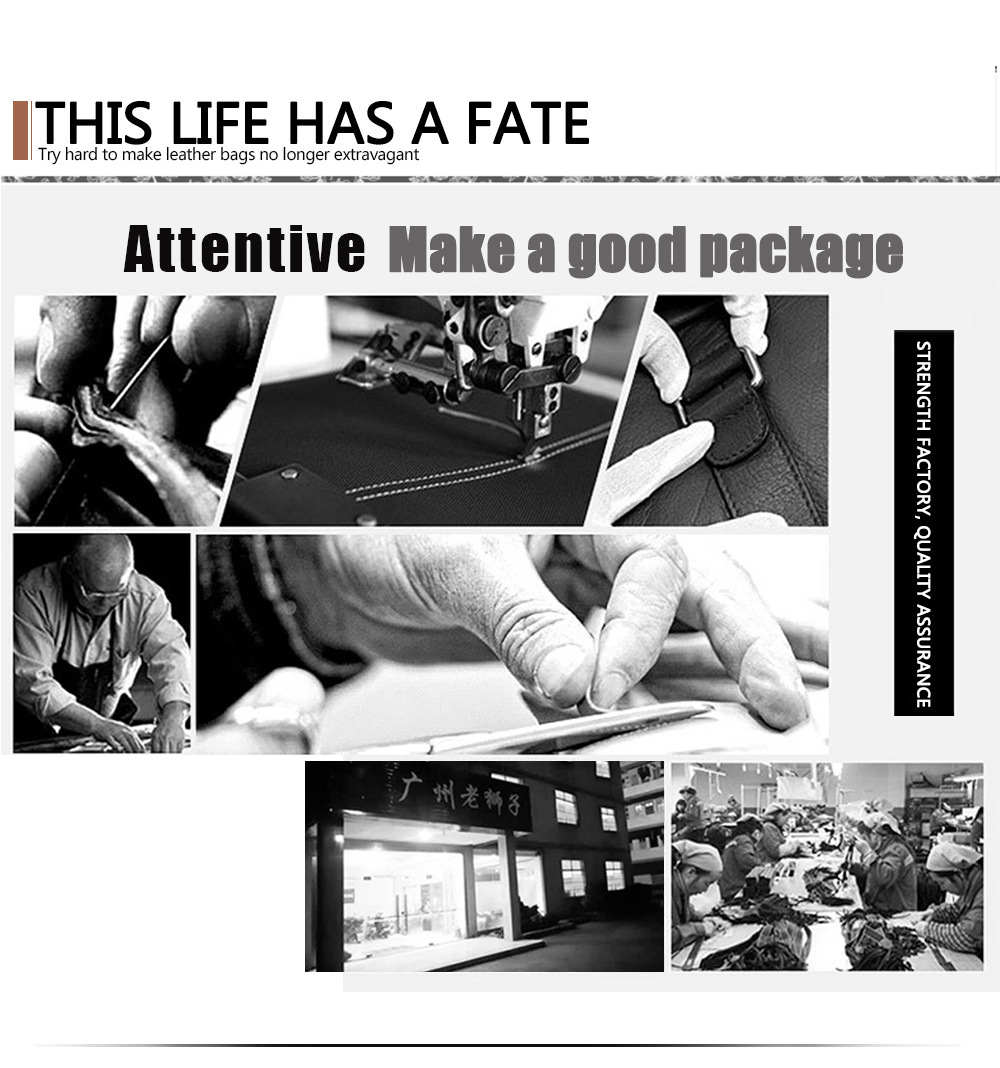 THIS LIFE HAS A FATE
Try hard to make leather bags no longer extravagant
Attentive Make a good package
STRENGTH FACTORY, QUALITY ASSURANCE
广州老狮子